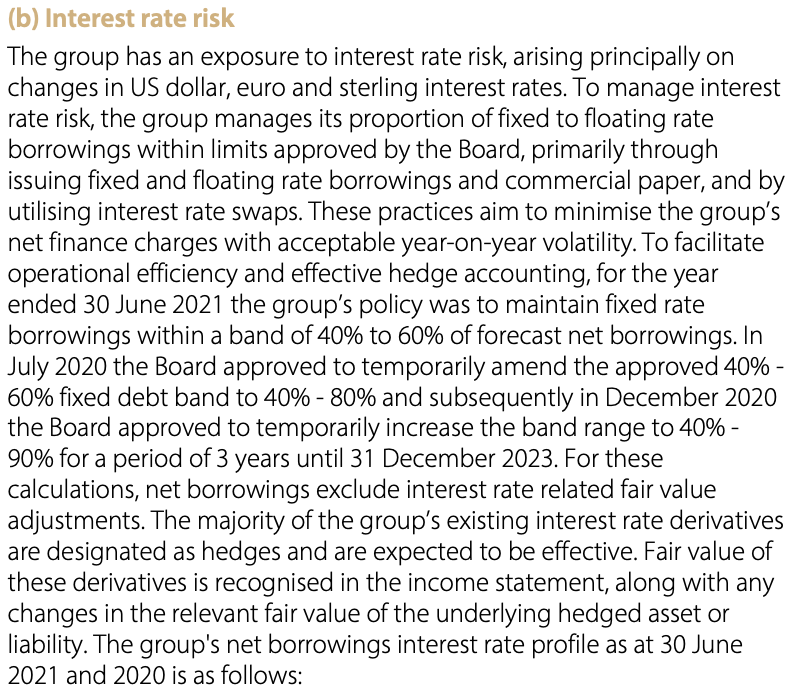 (b) Interest rate risk
The group has an exposure to interest rate risk, arising principally on
changes in US dollar, euro and sterling interest rates. To manage interest
rate risk, the group manages its proportion of fixed to floating rate
borrowings within limits approved by the Board, primarily through
issuing fixed and floating rate borrowings and commercial paper, and by
utilising interest rate swaps. These practices aim to minimise the group’s
net finance charges with acceptable year-on-year volatility. To facilitate
operational efficiency and effective hedge accounting, for the year
ended 30 June 2021 the group’s policy was to maintain fixed rate
borrowings within a band of 40% to 60% of forecast net borrowings. In
July 2020 the Board approved to temporarily amend the approved 40% -
60% fixed debt band to 40% - 80% and subsequently in December 2020
the Board approved to temporarily increase the band range to 40% -
90% for a period of 3 years until 31 December 2023. For these
calculations, net borrowings exclude interest rate related fair value
adjustments. The majority of the group’s existing interest rate derivatives
are designated as hedges and are expected to be effective. Fair value of
these derivatives is recognised in the income statement, along with any
changes in the relevant fair value of the underlying hedged asset or
liability. The group's net borrowings interest rate profile as at 30 June
2021 and 2020 is as follows: